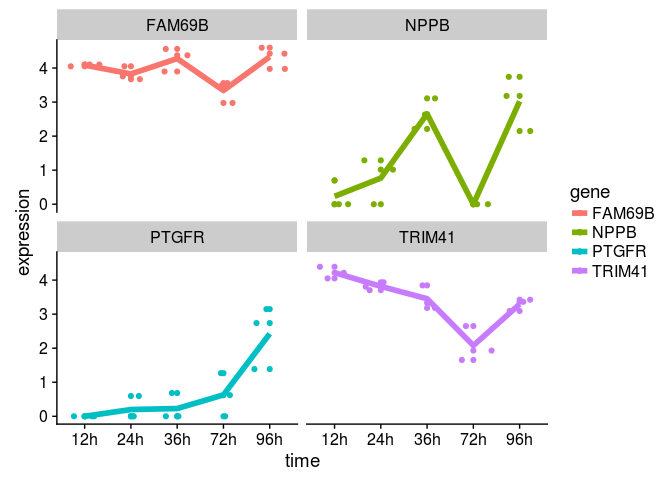 FAM69B
NPPB
4
3
2
1
0
PTGFR
TRIM41
4
3
2
1
0
12h 24h 36h 72h 96h
12h 24h 36h 72h 96h
time
expression
gene
FAM69B
NPPB
PTGFR
TRIM41